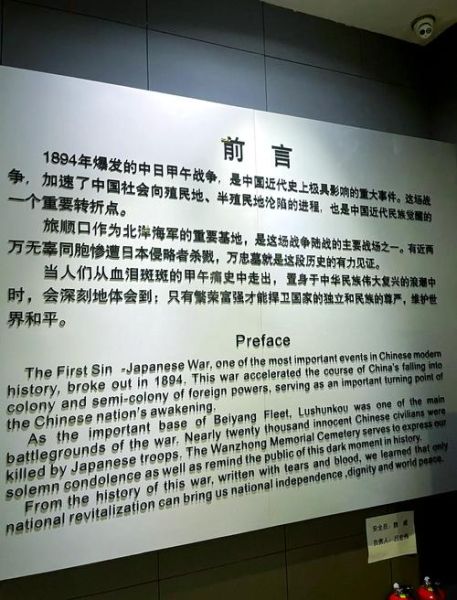 前言
1894年爆发的中日甲午战争，是中国近代史上极具影响的重大事件。这场战
争，加速了中国社会向殖民地、半殖民地沦陷的进程，也是中国近代民族觉醒的
一个重要转折点。
旅顺口作为北洋海军的重要基地，是这场战争陆战的主要战场之一。有近两
万无辜同胞惨遭日本侵略者杀戮，万忠墓就是这段历史的有力见证。
当人们从血泪斑斑的甲午痛史中走出，置身于中华民族伟大复兴的浪潮中
时，会深刻地体会到：只有繁荣富强才能捍卫国家的独立和民族的尊严，维护世
界和平。
Preface
The First Sin -Japanese War, one of the most important events in Chinese modern
history, broke out in 1894. This war accelerated the course of China's falling into
colony and semi-colony of foreign powers, serving as an important turning point of
the Chinese nation's awakening.
As the important base of Beiyang Fleet, Lushunkou was one of the main
battlegrounds of the war. Nearly twenty thousand innocent Chinese civilians were
killed by Japanese troops. The Wanzhong Memorial Cemetery serves to express our
solemn condolence as well as remind the public of this dark moment in history.
From the history of this war, written with tears and blood, we learned that only
national revitalization can bring us national independence ,dignity and world peace.